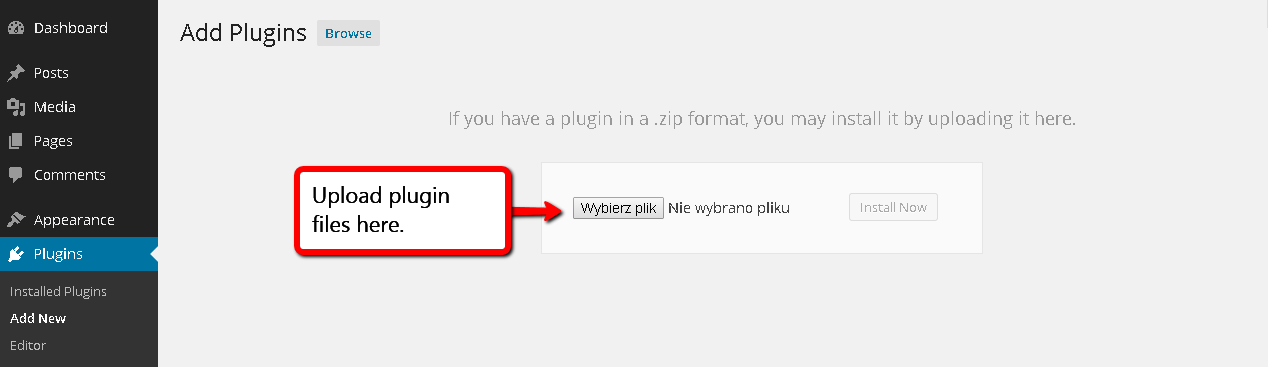 Dashboard
Posts
Media
Pages
Comments
Appearance
Plugins
Installed Plugins
Add New
Editor
Add Plugins Browse
If you have a plugin in a .zip format, you may install it by uploading it here.
Upload plugin
files here.
Wybierz plik Nie wybrano pliku Install Now